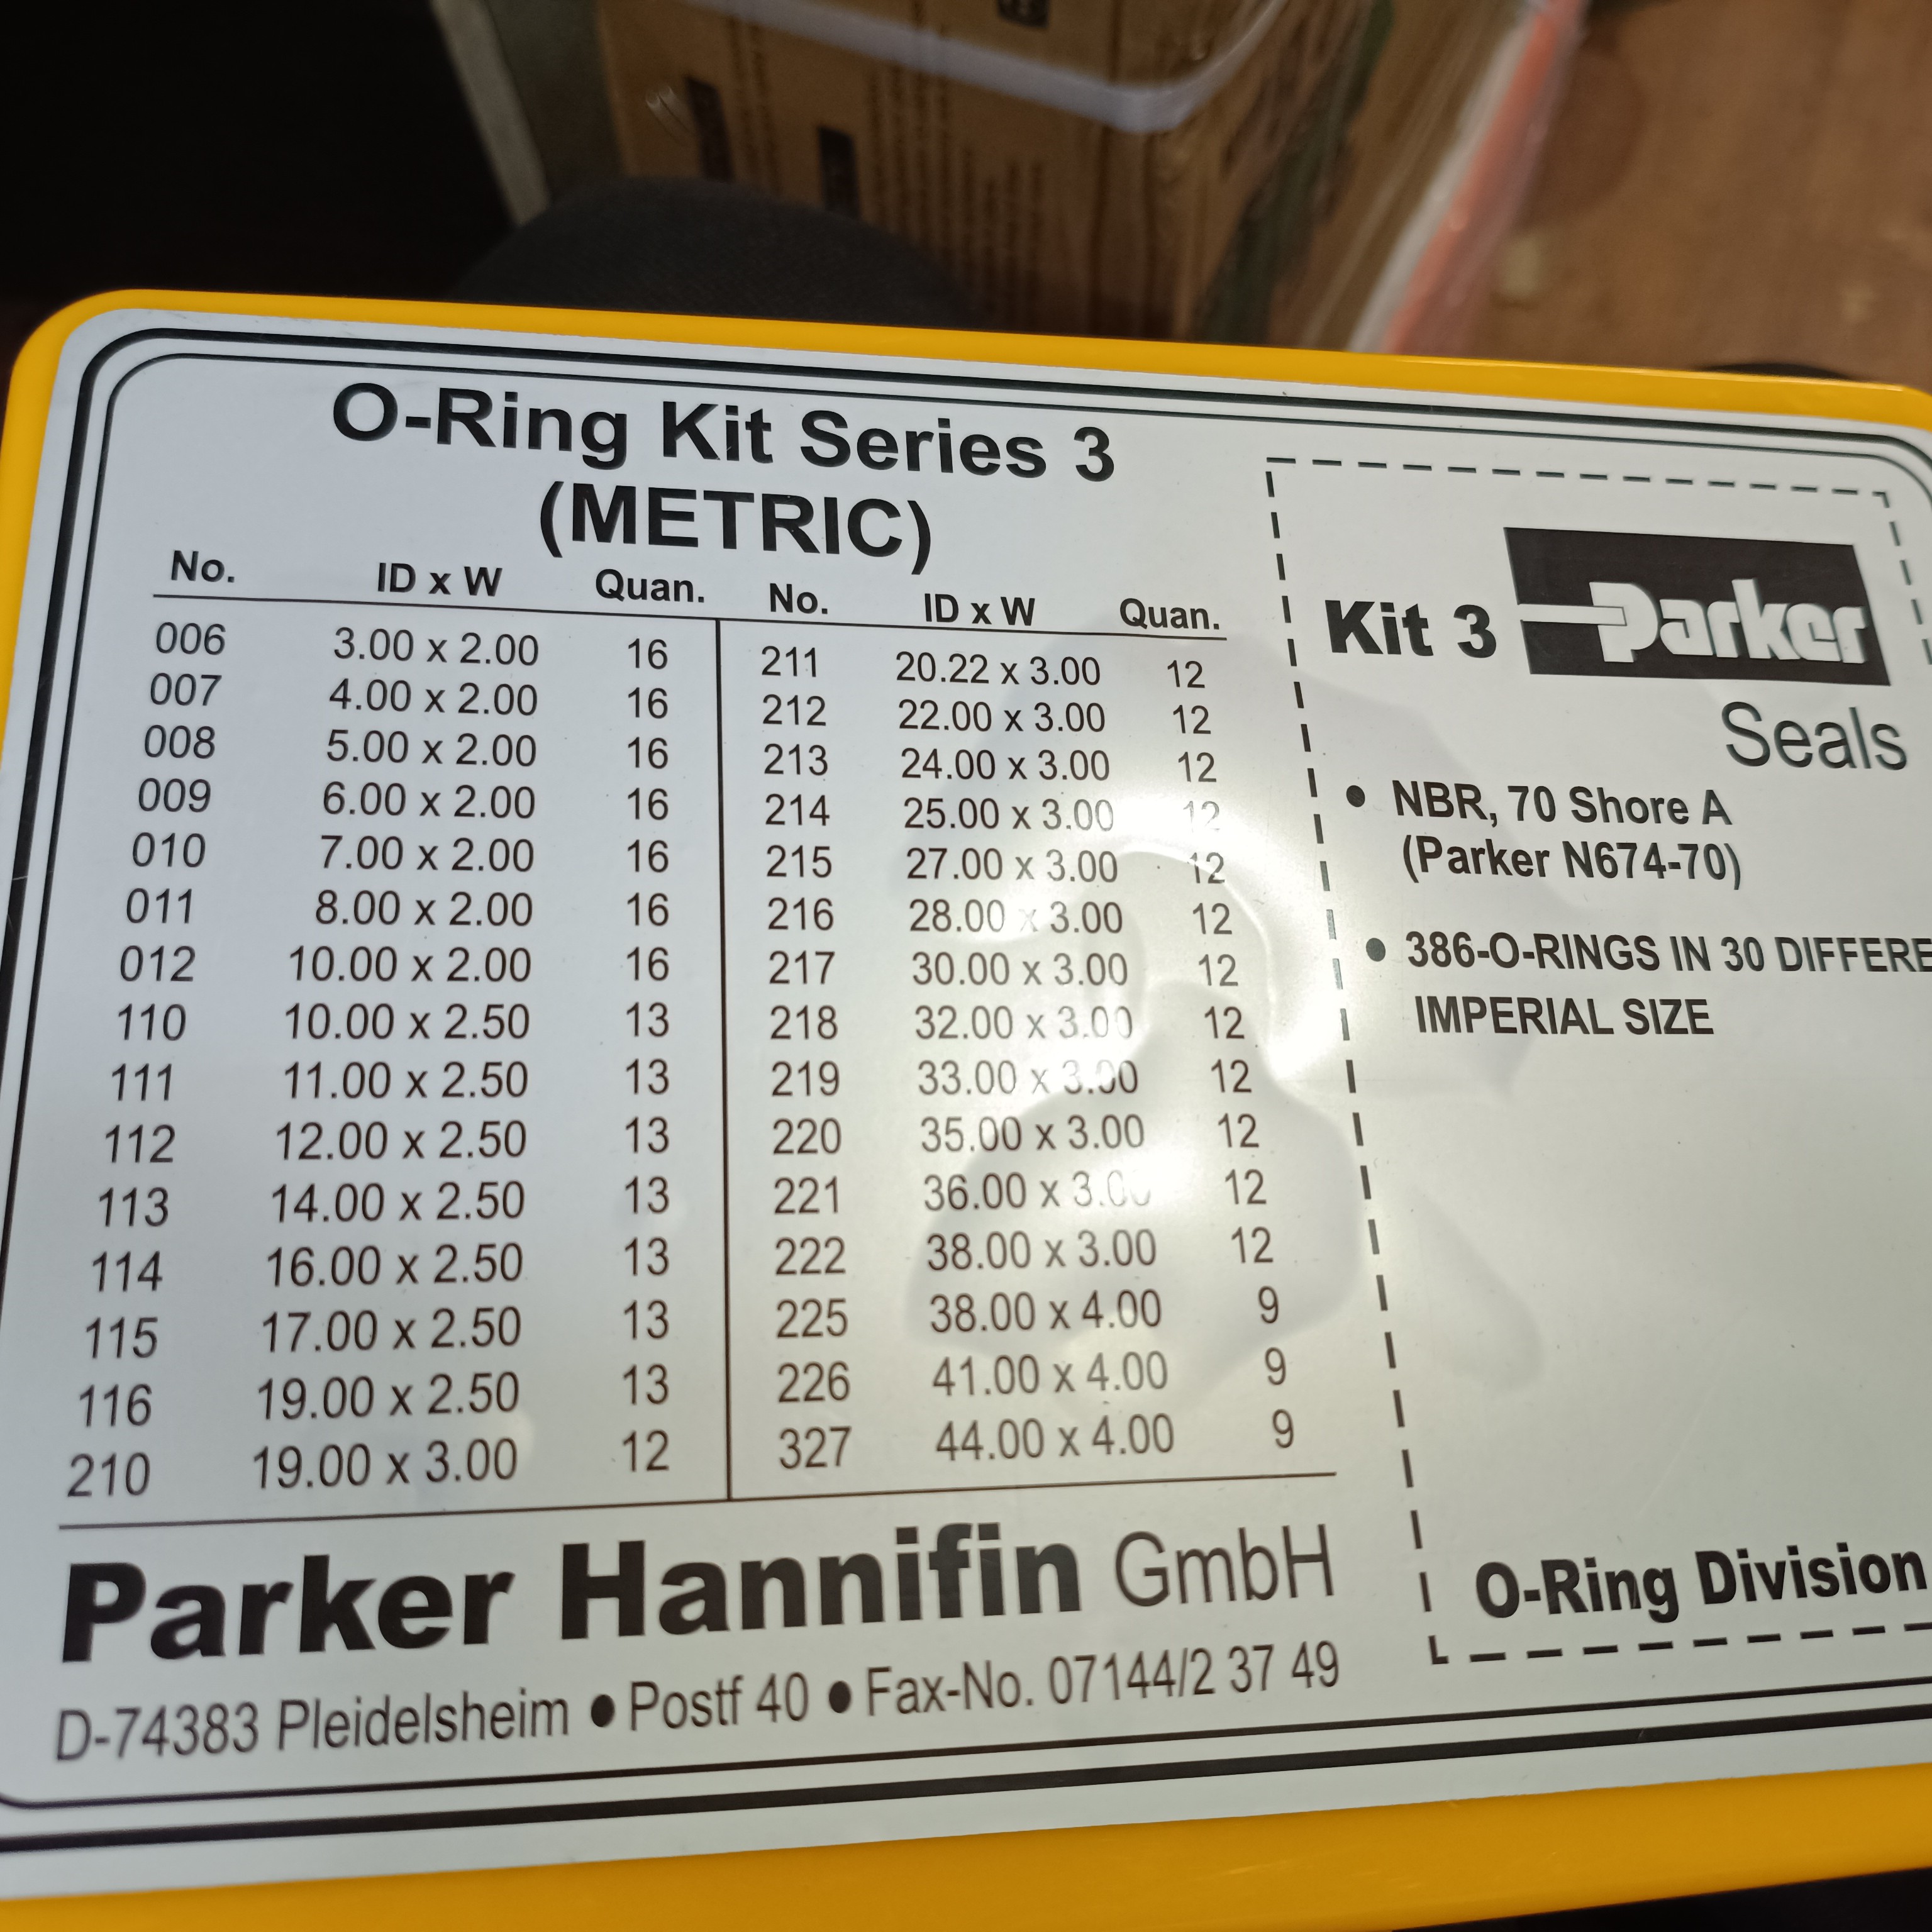 O-Ring Kit Series 3
(METRIC)
No. ID x W Quan. No. ID x W Quan.
006 3.00 x 2.00 16 211 20.22 x 3.00 12
007 4.00 x 2.00 16 212 22.00 x 3.00 12
008 5.00 x 2.00 16 213 24.00 x 3.00 12
009 6.00 x 2.00 16 214 25.00 x 3.00 12
010 7.00 x 2.00 16 215 27.00 x 3.00 12
011 8.00 x 2.00 16 216 28.00 x 3.00 12
012 10.00 x 2.00 16 217 30.00 x 3.00 12
110 10.00 x 2.50 13 218 32.00 x 3.00 12
111 11.00 x 2.50 13 219 33.00 x 3.00 12
112 12.00 x 2.50 13 220 35.00 x 3.00 12
113 14.00 x 2.50 13 221 36.00 x 3.00 12
114 16.00 x 2.50 13 222 38.00 x 3.00 12
115 17.00 x 2.50 13 225 38.00 x 4.00 9
116 19.00 x 2.50 13 226 41.00 x 4.00 9
210 19.00 x 3.00 12 327 44.00 x 4.00 9
Parker Hannifin GmbH
D-74383 Pleidelsheim ● Postf 40 ● Fax-No. 07144/2 37 49
Kit 3 Parker
Seals
● NBR, 70 Shore A
(Parker N674-70)
● 386-O-RINGS IN 30 DIFFERE
IMPERIAL SIZE
O-Ring Division